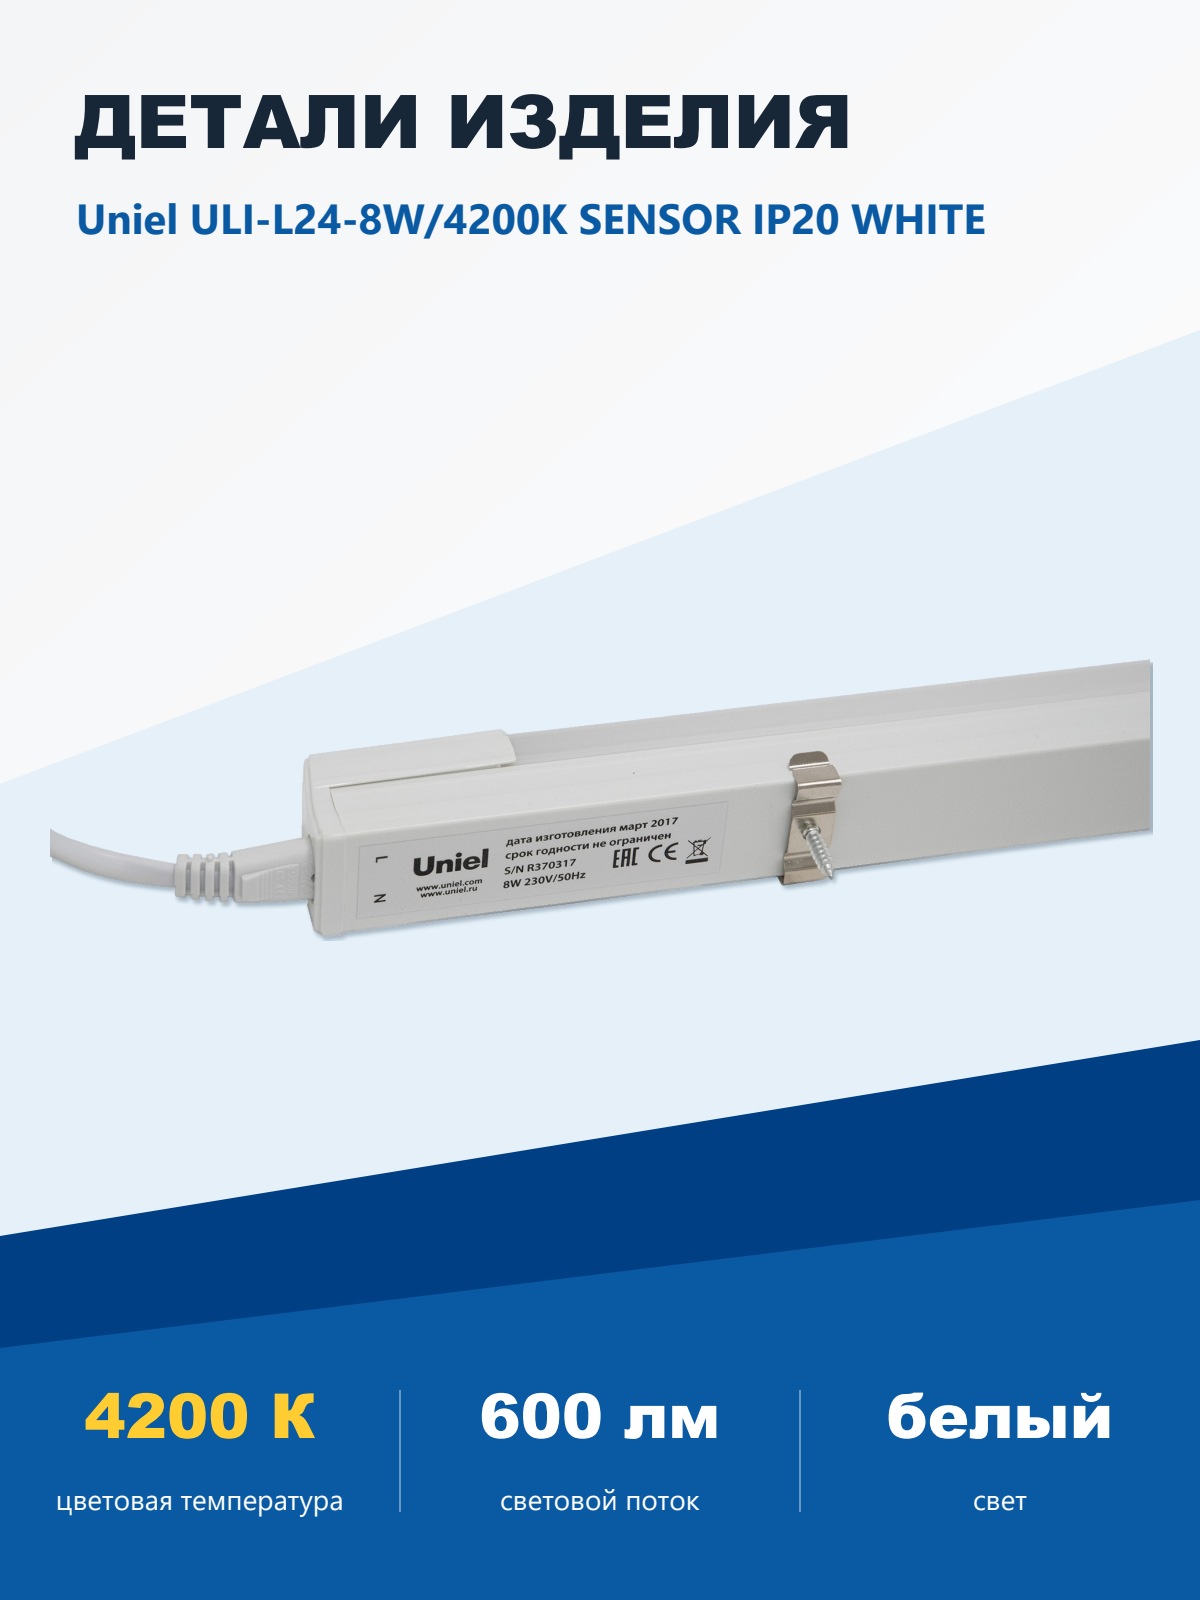 ДЕТАЛИ ИЗДЕЛИЯ
Uniel ULI-L24-8W/4200K SENSOR IP20 WHITE
L
N
Uniel
www.uniel.com
www.uniel.ru
дата изготовления март 2017
срок годности не ограничен
S/N R370317
8W 230V/50Hz
EAC CE
4200 К
цветовая температура
600 лм
световой поток
белый
свет